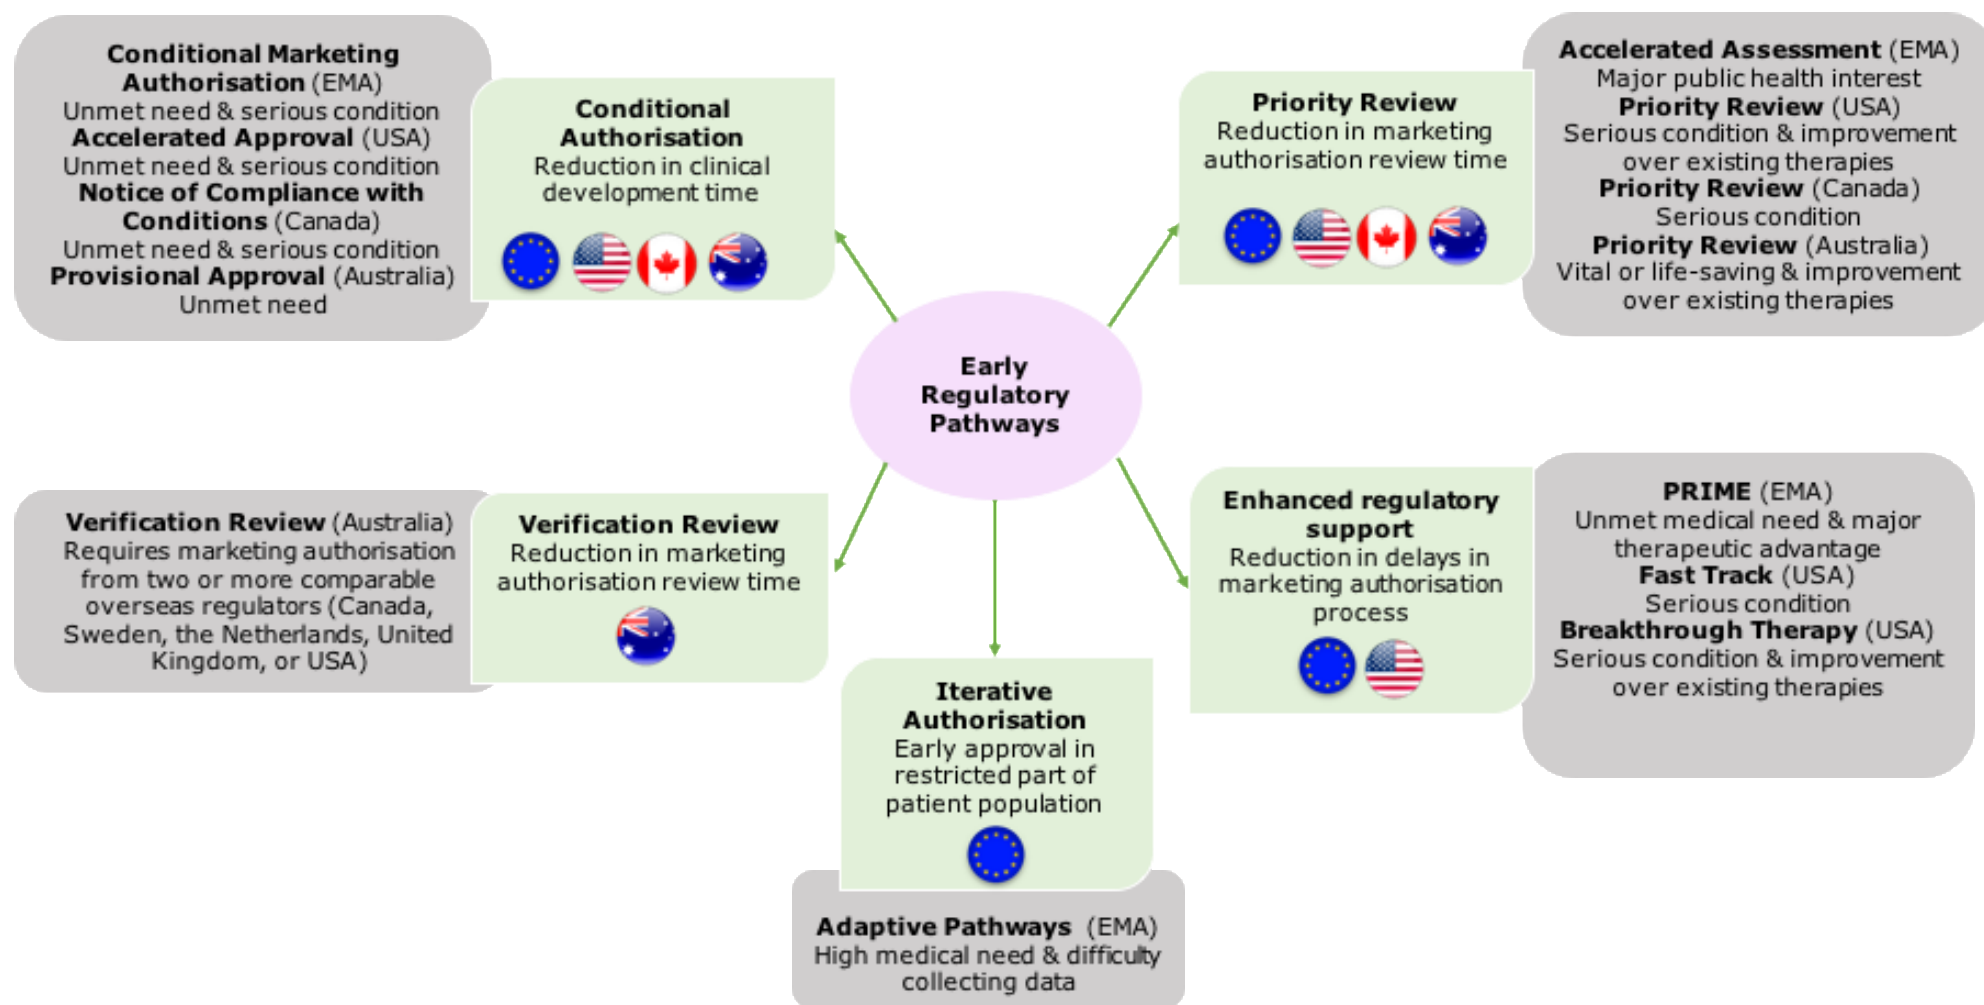 Conditional Marketing
Authorisation (EMA)
Unmet need & serious condition
Accelerated Approval (USA)
Unmet need & serious condition
Notice of Compliance with
Conditions (Canada)
Unmet need & serious condition
Provisional Approval (Australia)
Unmet need
Conditional
Authorisation
Reduction in clinical
development time
Priority Review
Reduction in marketing
authorisation review time
Accelerated Assessment (EMA)
Major public health interest
Priority Review (USA)
Serious condition & improvement
over existing therapies
Priority Review (Canada)
Serious condition
Priority Review (Australia)
Vital or life-saving & improvement
over existing therapies
Early
Regulatory
Pathways
Verification Review (Australia)
Requires marketing authorisation
from two or more comparable
overseas regulators (Canada,
Sweden, the Netherlands, United
Kingdom, or USA)
Verification Review
Reduction in marketing
authorisation review time
Enhanced regulatory
support
Reduction in delays in
marketing authorisation
process
PRIME (EMA)
Unmet medical need & major
therapeutic advantage
Fast Track (USA)
Serious condition
Breakthrough Therapy (USA)
Serious condition & improvement
over existing therapies
Iterative
Authorisation
Early approval in
restricted part of
patient population
Adaptive Pathways (EMA)
High medical need & difficulty
collecting data